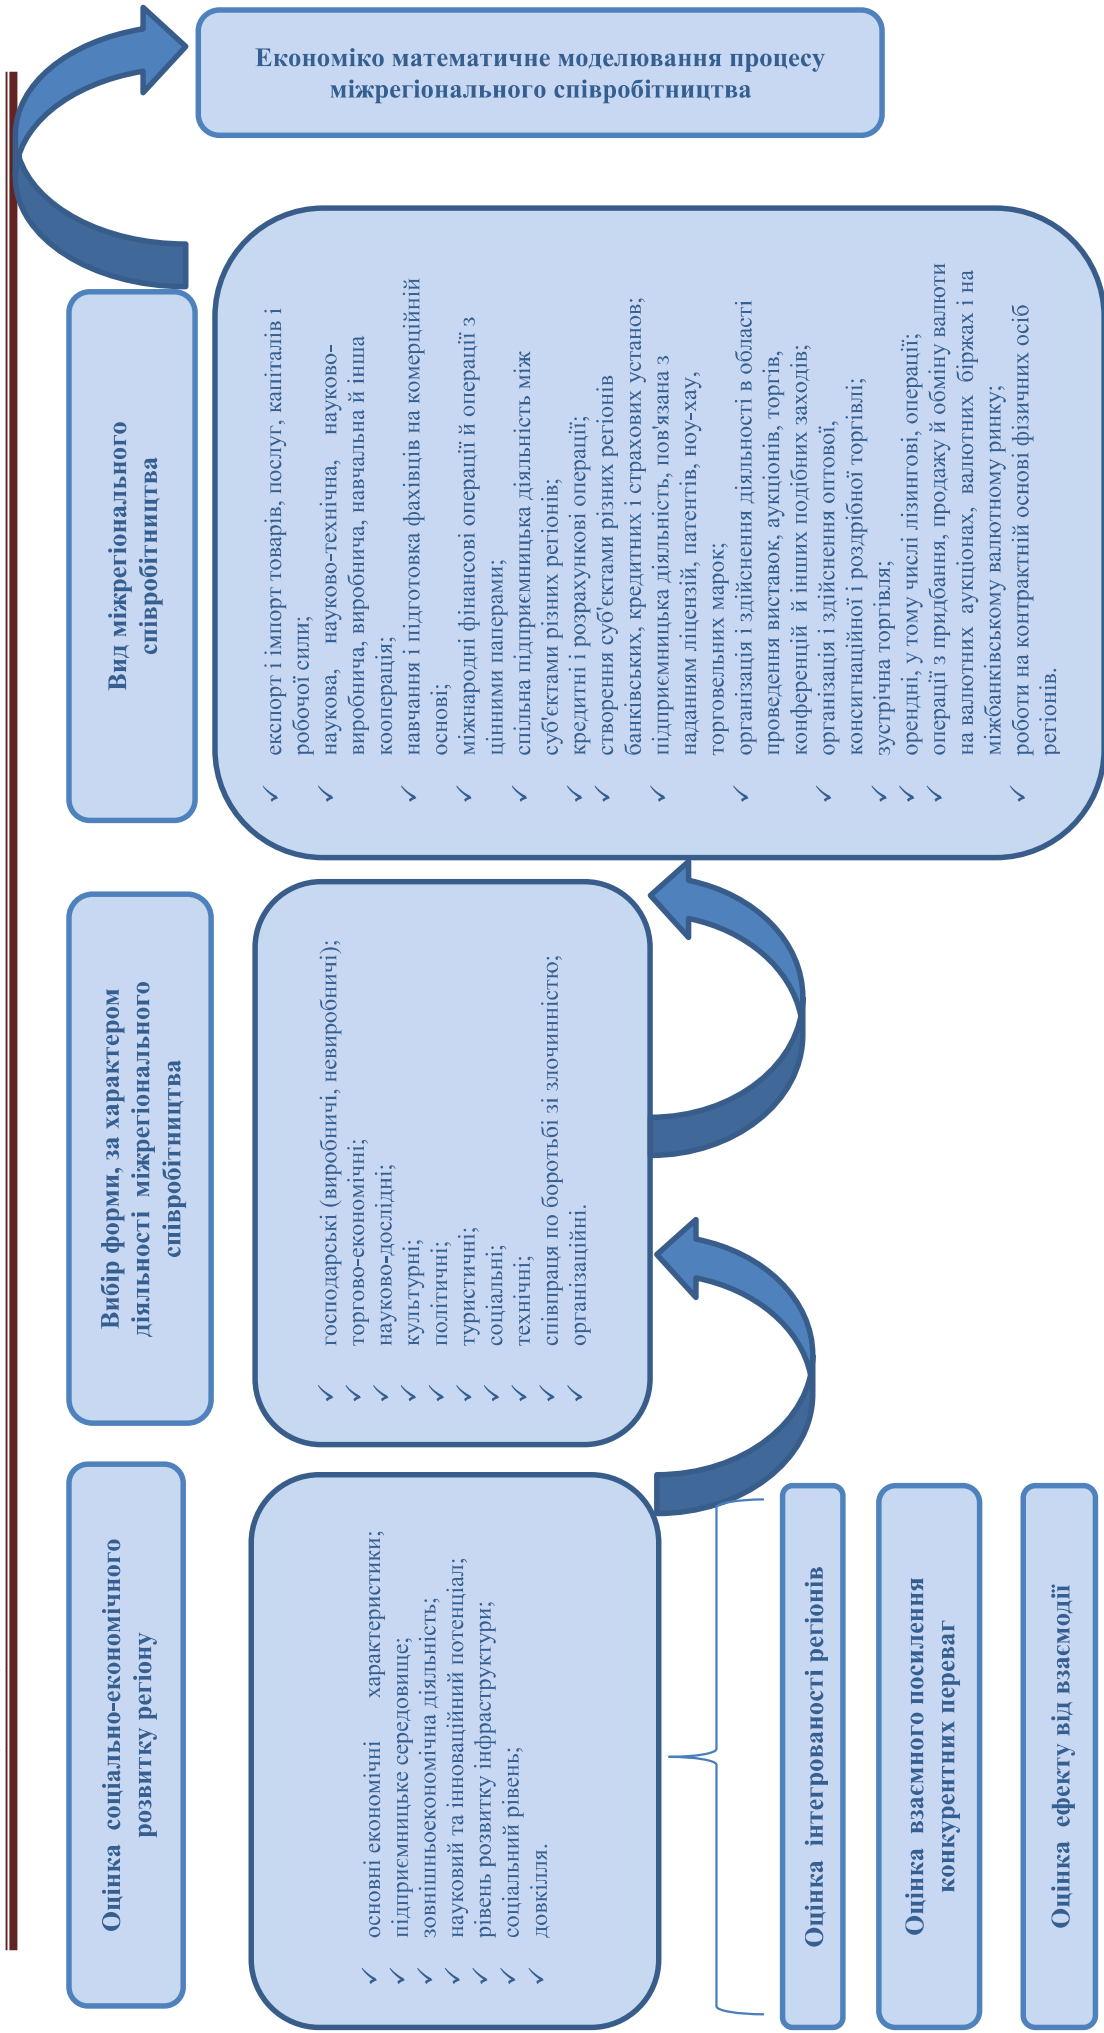 Економіко математичне моделювання процесу
міжрегіонального співробітництва
Оцінка соціально-економічного
розвитку регіону
основні економічні характеристики;
підприємницьке середовище;
зовнішньоекономічна діяльність;
науковий та інноваційний потенціал;
рівень розвитку інфраструктури;
соціальний рівень;
довкілля.
Оцінка інтегрованості регіонів
Оцінка взаємного посилення
конкурентних переваг
Оцінка ефекту від взаємодії
Вибір форми, за характером
діяльності міжрегіонального
співробітництва
господарські (виробничі, невиробничі);
торгово-економічні;
науково-дослідні;
культурні;
політичні;
туристичні;
соціальні;
технічні;
співпраця по боротьбі зі злочинністю;
організаційні.
Вид міжрегіонального
співробітництва
експорт і імпорт товарів, послуг, капіталів і
робочої сили;
наукова, науково-технічна, науково-
виробнича, виробнича, навчальна й інша
кооперація;
навчання і підготовка фахівців на комерційній
основі;
міжнародні фінансові операції й операції з
цінними паперами;
спільна підприємницька діяльність між
суб'єктами різних регіонів;
кредитні і розрахункові операції;
створення суб'єктами різних регіонів
банківських, кредитних і страхових установ;
підприємницька діяльність, пов'язана з
наданням ліцензій, патентів, ноу-хау,
торговельних марок;
організація і здійснення діяльності в області
проведення виставок, аукціонів, торгів,
конференцій й інших подібних заходів;
організація і здійснення оптової,
консигнаційної і роздрібної торгівлі;
зустрічна торгівля;
орендні, у тому числі лізингові, операції;
операції з придбання, продажу й обміну валюти
на валютних аукціонах, валютних біржах і на
міжбанківському валютному ринку;
роботи на контрактній основі фізичних осіб
регіонів.